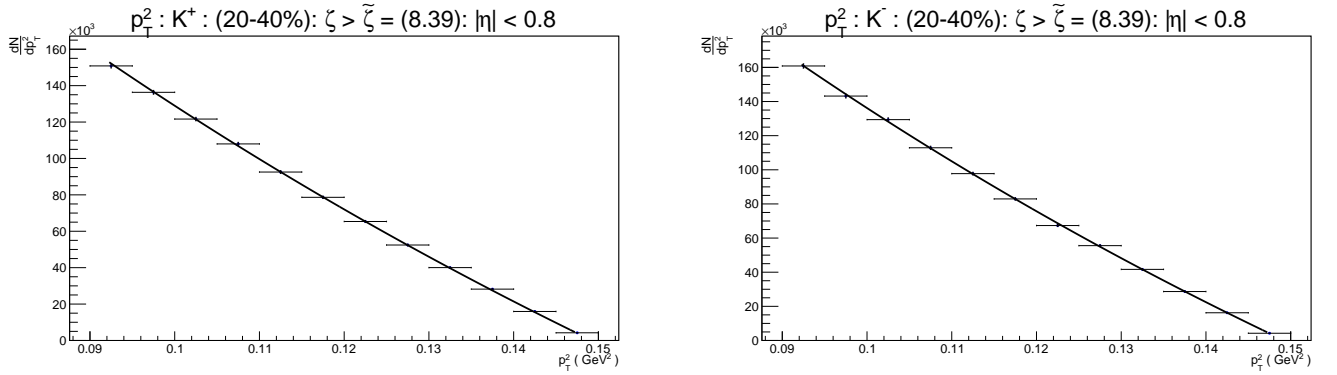 p_T^2 : K^+ : (20-40%): ζ > ζ̃ = (8.39): |η| < 0.8
×10^3
dN/dp_T^2
160
140
120
100
80
60
40
20
0
0.09 0.1 0.11 0.12 0.13 0.14 0.15
p_T^2 ( GeV^2 )
p_T^2 : K^- : (20-40%): ζ > ζ̃ = (8.39): |η| < 0.8
×10^3
dN/dp_T^2
160
140
120
100
80
60
40
20
0
0.09 0.1 0.11 0.12 0.13 0.14 0.15
p_T^2 ( GeV^2 )